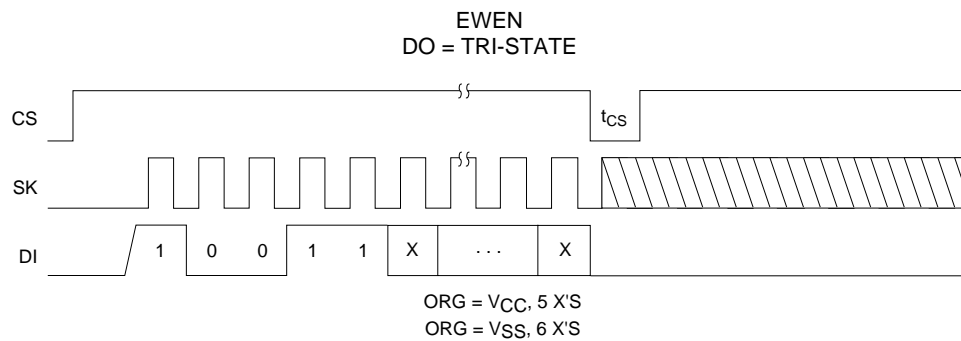 EWEN
DO = TRI-STATE
CS
tCS
SK
DI
1 0 0 1 1 X . . . X
ORG = VCC, 5 X'S
ORG = VSS, 6 X'S